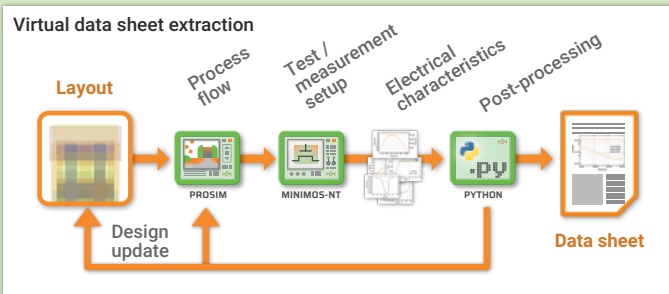 Virtual data sheet extraction
Layout
Process
flow
Test /
measurement
setup
Electrical
characteristics
Post-processing
PROSIM
MINIMOS-NT
.py
PYTHON
Design
update
Data sheet